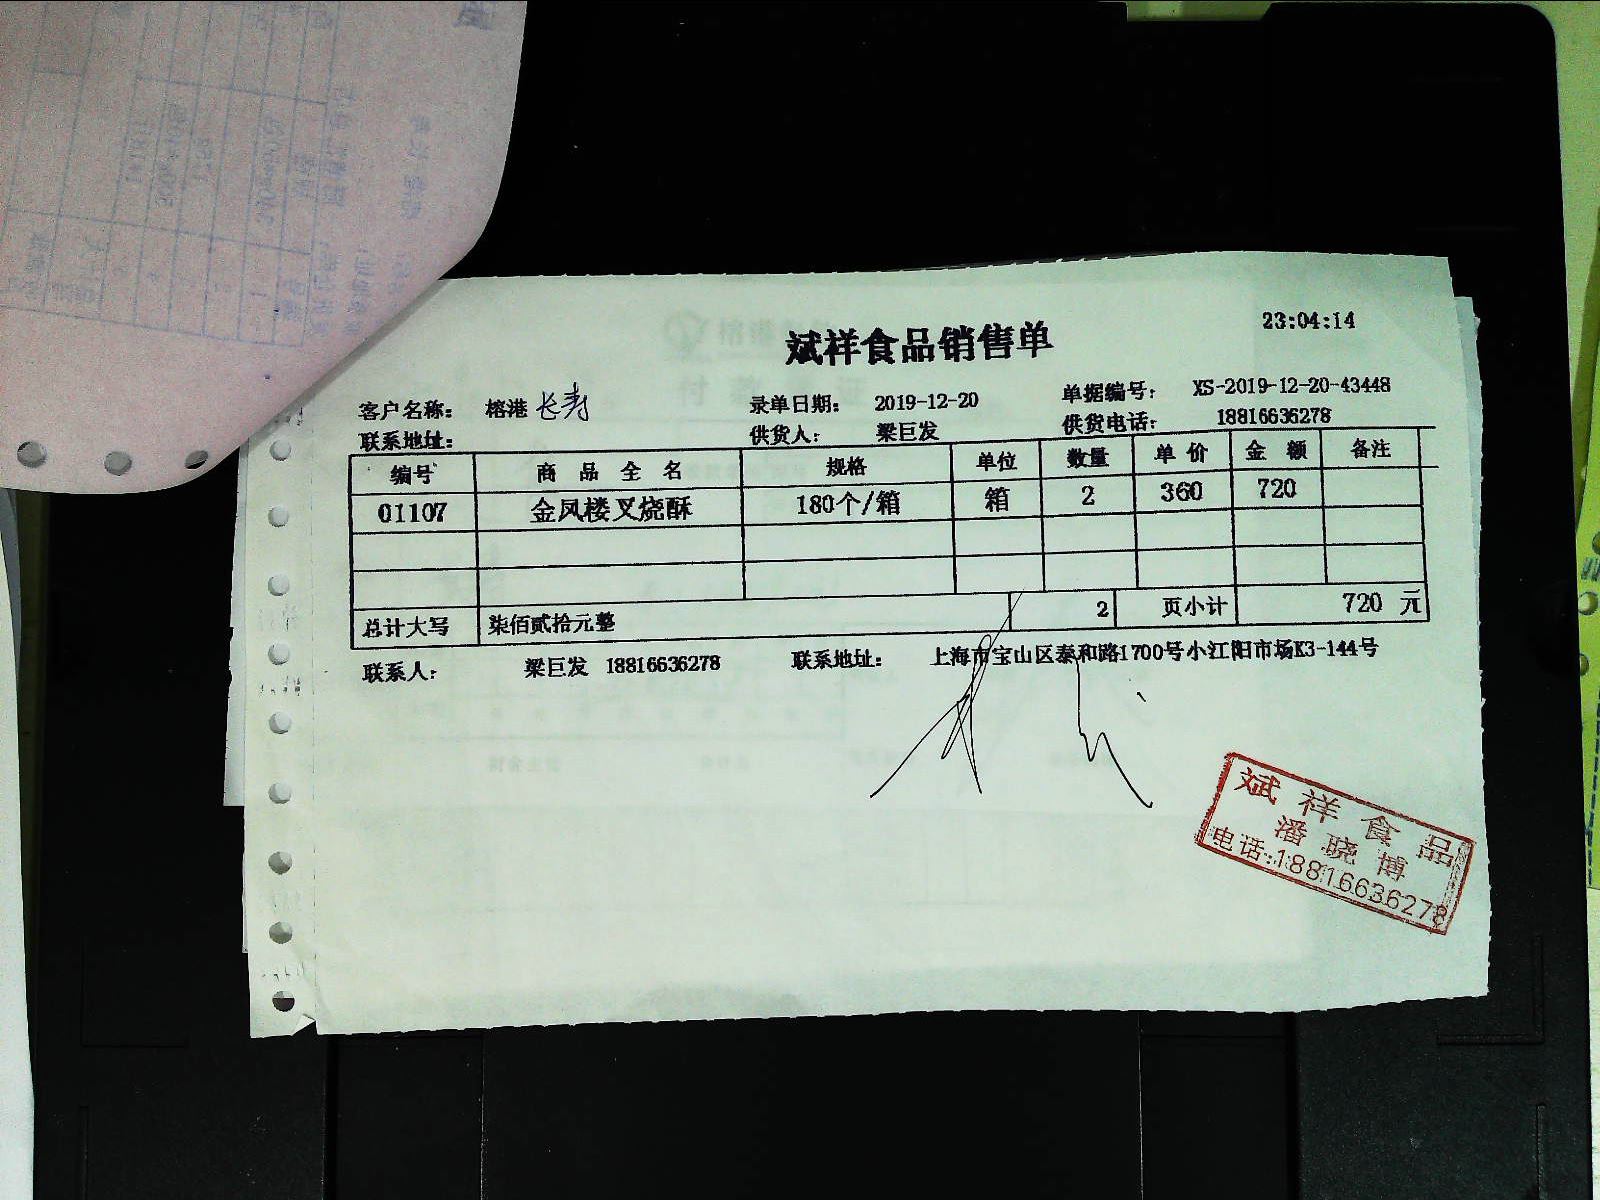 23:04:14
斌祥食品销售单
客户名称： 榕港 长寿 录单日期： 2019-12-20 单据编号： XS-2019-12-20-43448
联系地址： 供货人： 梁巨发 供货电话： 18816636278
编号 商品全名 规格 单位 数量 单价 金额 备注
01107 金凤楼叉烧酥 180个/箱 箱 2 360 720
总计大写 柒佰贰拾元整 2 页小计 720 元
联系人： 梁巨发 18816636278 联系地址： 上海市宝山区泰和路1700号小江阳市场K3-144号
斌祥食品
潘晓博
电话:18816636278